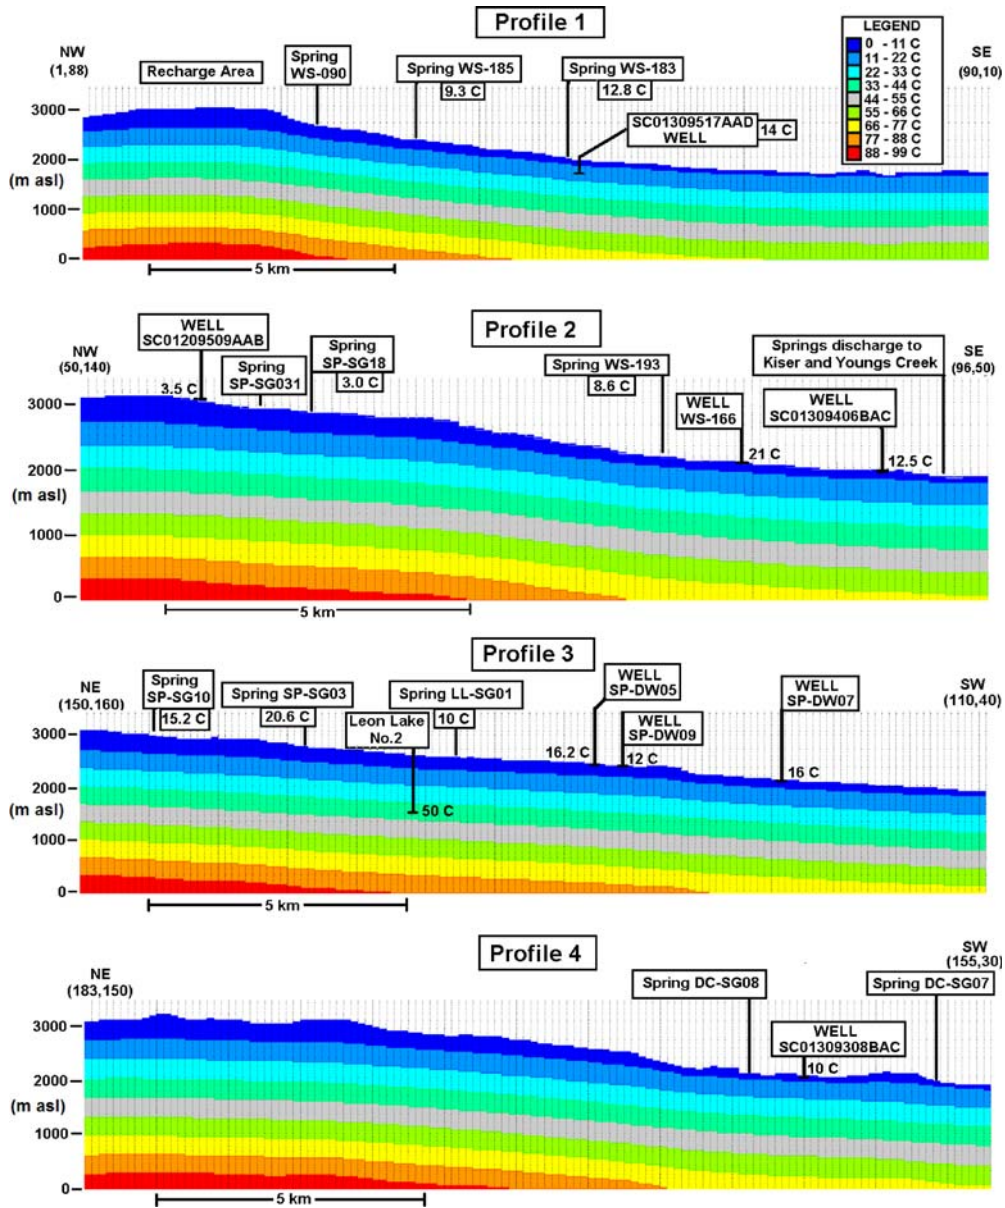 Profile 1
LEGEND
0 - 11 C
11 - 22 C
22 - 33 C
33 - 44 C
44 - 55 C
55 - 66 C
66 - 77 C
77 - 88 C
88 - 99 C
NW
(1,88)
SE
(90,10)
Recharge Area
Spring
WS-090
Spring WS-185
9.3 C
Spring WS-183
12.8 C
SC01309517AAD
WELL
14 C
3000
2000
(m asl)
1000
0
5 km
Profile 2
NW
(50,140)
SE
(96,50)
WELL
SC01209509AAB
3.5 C
Spring
SP-SG031
Spring
SP-SG18
3.0 C
Spring WS-193
8.6 C
WELL
WS-166
21 C
WELL
SC01309406BAC
12.5 C
Springs discharge to
Kiser and Youngs Creek
3000
2000
(m asl)
1000
0
5 km
Profile 3
NE
(150,160)
SW
(110,40)
Spring
SP-SG10
15.2 C
Spring SP-SG03
20.6 C
Leon Lake
No.2
50 C
Spring LL-SG01
10 C
WELL
SP-DW05
16.2 C
WELL
SP-DW09
12 C
WELL
SP-DW07
16 C
3000
2000
(m asl)
1000
0
5 km
Profile 4
NE
(183,150)
SW
(155,30)
Spring DC-SG08
WELL
SC01309308BAC
10 C
Spring DC-SG07
3000
2000
(m asl)
1000
0
5 km